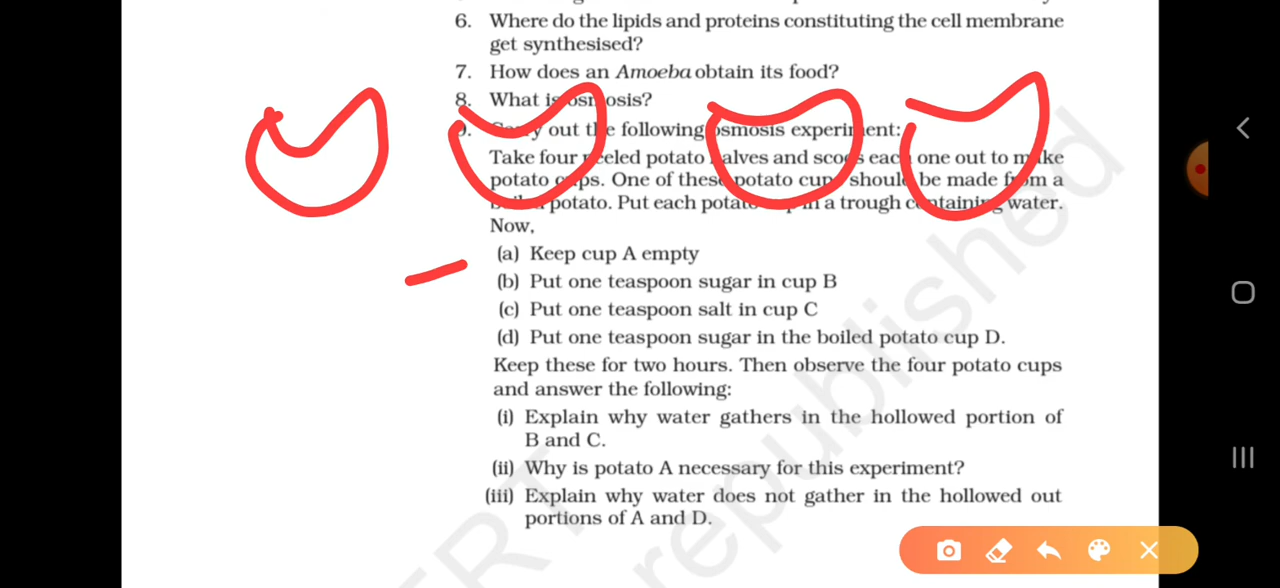 6. Where do the lipids and proteins constituting the cell membrane
get synthesised?
7. How does an Amoeba obtain its food?
8. What is osmosis?
9. Carry out the following osmosis experiment:
Take four peeled potato halves and scoos each one out to make
potato cups. One of these potato cups should be made from a
boiled potato. Put each potato cup in a trough containing water.
Now,
(a) Keep cup A empty
(b) Put one teaspoon sugar in cup B
(c) Put one teaspoon salt in cup C
(d) Put one teaspoon sugar in the boiled potato cup D.
Keep these for two hours. Then observe the four potato cups
and answer the following:
(i) Explain why water gathers in the hollowed portion of
B and C.
(ii) Why is potato A necessary for this experiment?
(iii) Explain why water does not gather in the hollowed out
portions of A and D.
republished